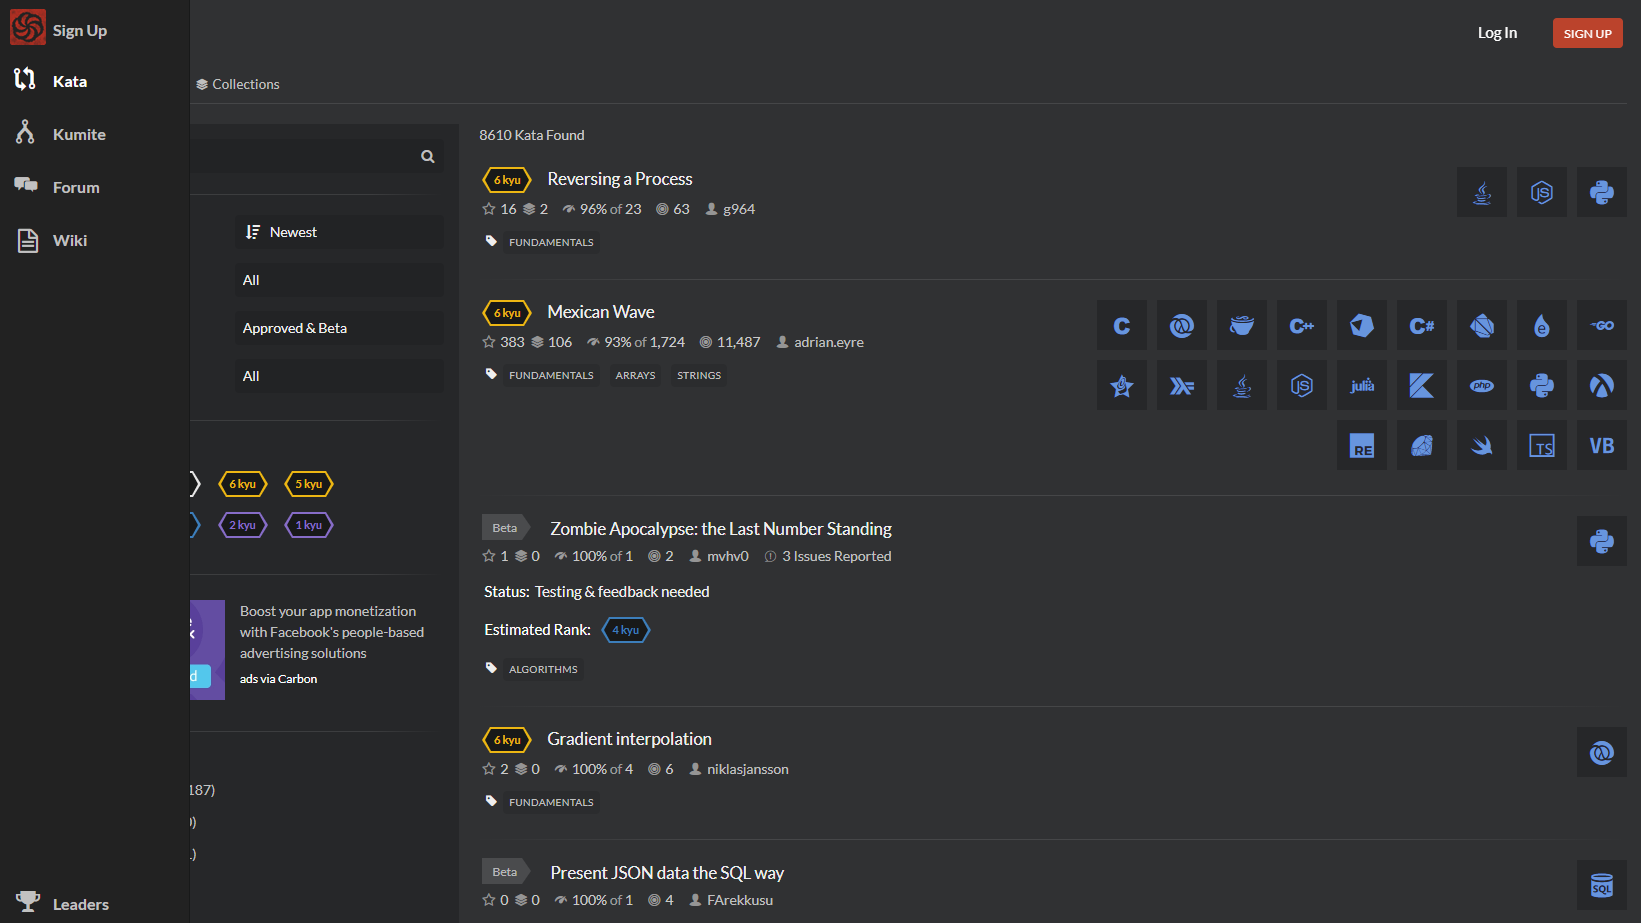 Sign Up
Kata
Kumite
Forum
Wiki
Leaders
Log In
SIGN UP
Collections
Newest
All
Approved & Beta
All
6 kyu
5 kyu
2 kyu
1 kyu
Boost your app monetization
with Facebook's people-based
advertising solutions
ads via Carbon
187)
)
)
8610 Kata Found
6 kyu Reversing a Process
16 2 96% of 23 63 g964
FUNDAMENTALS
JS
6 kyu Mexican Wave
383 106 93% of 1,724 11,487 adrian.eyre
FUNDAMENTALS ARRAYS STRINGS
C C++ C# e GO
JS julia php
RE TS VB
Beta Zombie Apocalypse: the Last Number Standing
1 0 100% of 1 2 mvhv0 3 Issues Reported
Status: Testing & feedback needed
Estimated Rank: 4 kyu
ALGORITHMS
6 kyu Gradient interpolation
2 0 100% of 4 6 niklasjansson
FUNDAMENTALS
Beta Present JSON data the SQL way
0 0 100% of 1 4 FArekkusu
SQL